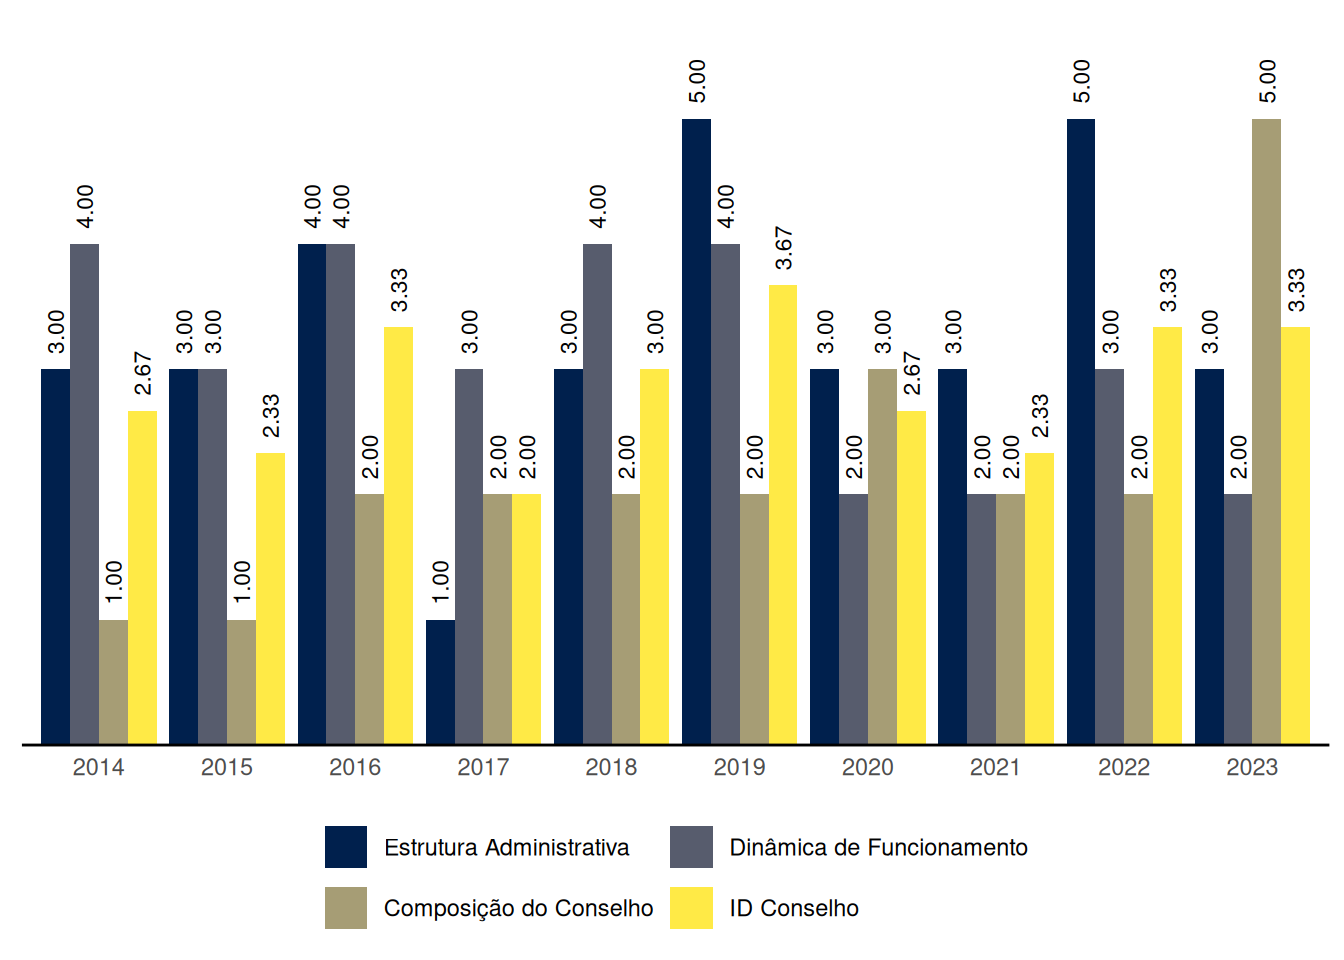 3.00 4.00 1.00 2.67
3.00 3.00 1.00 2.33
4.00 4.00 2.00 3.33
1.00 3.00 2.00 2.00
3.00 4.00 2.00 3.00
5.00 4.00 2.00 3.67
3.00 2.00 3.00 2.67
3.00 2.00 2.00 2.33
5.00 3.00 2.00 3.33
3.00 2.00 5.00 3.33
2014 2015 2016 2017 2018 2019 2020 2021 2022 2023
Estrutura Administrativa Dinâmica de Funcionamento
Composição do Conselho ID Conselho